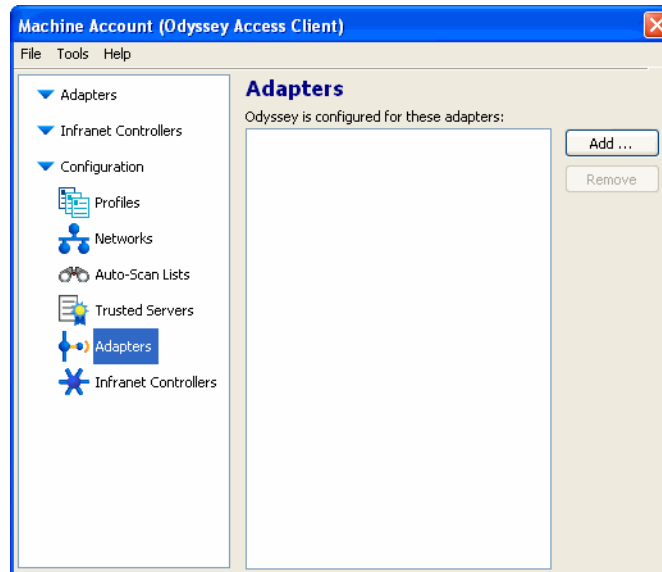 Machine Account (Odyssey Access Client)
File Tools Help
Adapters
Infranet Controllers
Configuration
Profiles
Networks
Auto-Scan Lists
Trusted Servers
Adapters
Infranet Controllers
Adapters
Odyssey is configured for these adapters:
Add ...
Remove